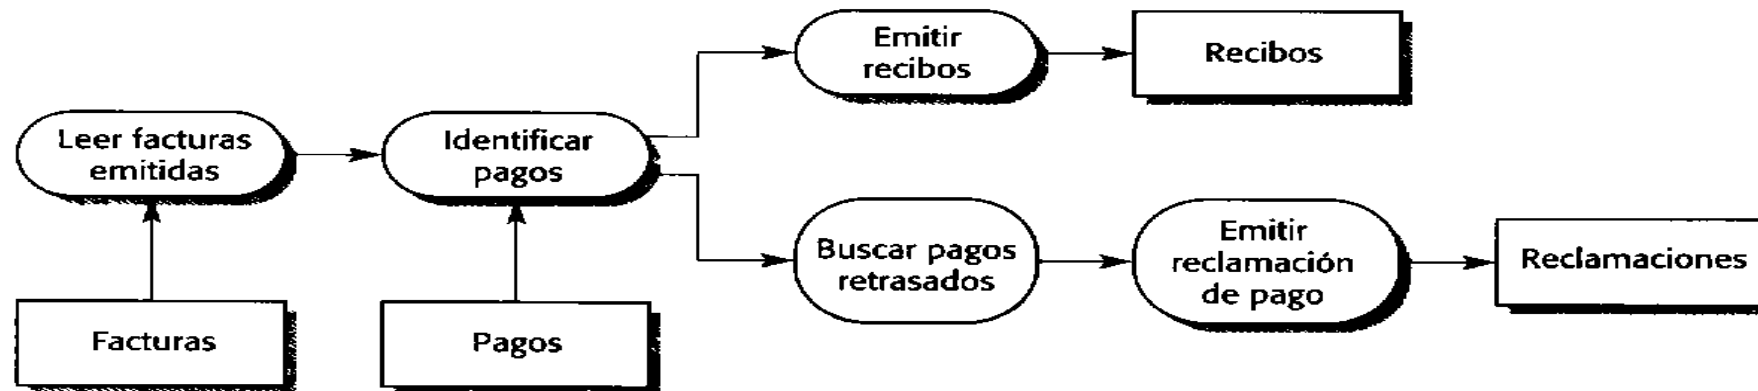 Emitir
recibos
Recibos
Leer facturas
emitidas
Identificar
pagos
Buscar pagos
retrasados
Emitir
reclamación
de pago
Reclamaciones
Facturas
Pagos